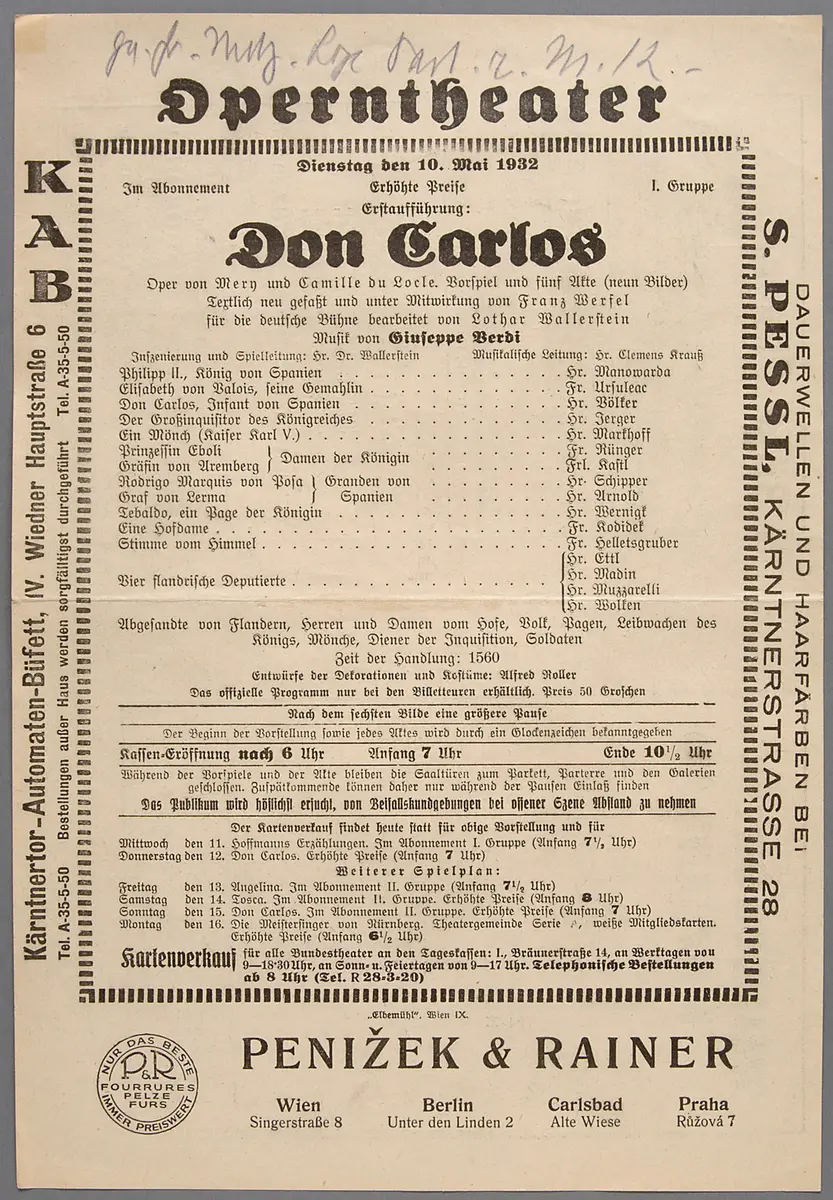 Operntheater
Dienstag den 10. Mai 1932
Im Abonnement Erhöhte Preise I. Gruppe
Erstaufführung:
Don Carlos
Oper von Mery und Camille du Locle. Vorspiel und fünf Akte (neun Bilder)
Textlich neu gefaßt und unter Mitwirkung von Franz Werfel
für die deutsche Bühne bearbeitet von Lothar Wallerstein
Musik von Giuseppe Verdi
Inszenierung und Spielleitung: Hr. Dr. Wallerstein Musikalische Leitung: Hr. Clemens Krauß
Philipp II., König von Spanien . . . . . . . . . . . . . . . Hr. Manowarda
Elisabeth von Valois, seine Gemahlin . . . . . . . . . . . . . Fr. Ursuleac
Don Carlos, Infant von Spanien . . . . . . . . . . . . . . . Hr. Völker
Der Großinquisitor des Königreiches . . . . . . . . . . . . . Hr. Jerger
Ein Mönch (Kaiser Karl V.) . . . . . . . . . . . . . . . . . Hr. Markhoff
Prinzessin Eboli } Damen der Königin . . . . . . . . . Fr. Rünger
Gräfin von Aremberg } Frl. Kastl
Rodrigo Marquis von Posa } Granden von . . . . . . . . Hr. Schipper
Graf von Lerma } Spanien . . . . . . . . Hr. Arnold
Tebaldo, ein Page der Königin . . . . . . . . . . . . . . . Hr. Wernigk
Eine Hofdame . . . . . . . . . . . . . . . . . . . . . . . Fr. Kodidek
Stimme vom Himmel . . . . . . . . . . . . . . . . . . . . Fr. Helletsgruber
Vier flandrische Deputierte . . . . . . . . . . . . . . . . . { Hr. Ettl
Hr. Madin
Hr. Muzzarelli
Hr. Wolken
Abgesandte von Flandern, Herren und Damen vom Hofe, Volk, Pagen, Leibwachen des
Königs, Mönche, Diener der Inquisition, Soldaten
Zeit der Handlung: 1560
Entwürfe der Dekorationen und Kostüme: Alfred Roller
Das offizielle Programm nur bei den Billetteuren erhältlich. Preis 50 Groschen
Nach dem sechsten Bilde eine größere Pause
Der Beginn der Vorstellung sowie jedes Aktes wird durch ein Glockenzeichen bekanntgegeben
Kassen-Eröffnung nach 6 Uhr Anfang 7 Uhr Ende 10½ Uhr
Während der Vorspiele und der Akte bleiben die Saaltüren zum Parkett, Parterre und den Galerien
geschlossen. Zuspätkommende können daher nur während der Pausen Einlaß finden
Das Publikum wird höflichst ersucht, von Beifallskundgebungen bei offener Szene Abstand zu nehmen
Der Kartenverkauf findet heute statt für obige Vorstellung und für
Mittwoch den 11. Hoffmanns Erzählungen. Im Abonnement I. Gruppe (Anfang 7½ Uhr)
Donnerstag den 12. Don Carlos. Erhöhte Preise (Anfang 7 Uhr)
Weiterer Spielplan:
Freitag den 13. Angelina. Im Abonnement II. Gruppe (Anfang 7½ Uhr)
Samstag den 14. Tosca. Im Abonnement II. Gruppe. Erhöhte Preise (Anfang 8 Uhr)
Sonntag den 15. Don Carlos. Im Abonnement II. Gruppe. Erhöhte Preise (Anfang 7 Uhr)
Montag den 16. Die Meistersinger von Nürnberg. Theatergemeinde Serie weiße Mitgliedskarten.
Erhöhte Preise (Anfang 6½ Uhr)
Kartenverkauf für alle Bundestheater an den Tageskassen: I., Bräunerstraße 14, an Werktagen von
9—18·30 Uhr, an Sonn- u. Feiertagen von 9—17 Uhr. Telephonische Bestellungen
ab 8 Uhr (Tel. R 28-3-20)
„Elbemühl“, Wien IX.
KAB
Kärntnertor-Automaten-Büfett, IV. Wiedner Hauptstraße 6
Tel. A-35-5-50 Bestellungen außer Haus werden sorgfältigst durchgeführt Tel. A-35-5-50
DAUERWELLEN UND HAARFÄRBEN BEI
S. PESSL, KÄRNTNERSTRASSE 28
NUR DAS BESTE
P&R
FOURRURES
PELZE
FURS
IMMER PREISWERT
PENIŽEK & RAINER
Wien Berlin Carlsbad Praha
Singerstraße 8 Unter den Linden 2 Alte Wiese Růžová 7